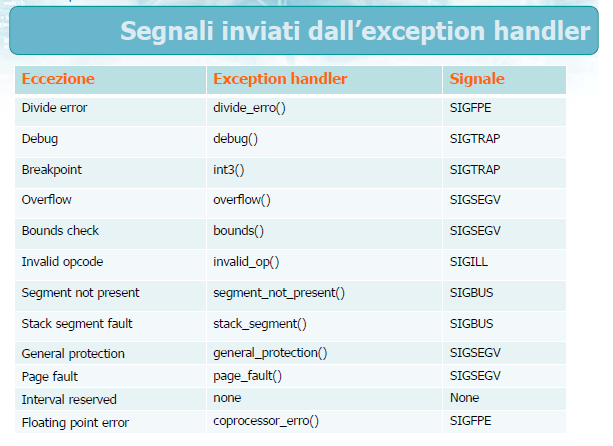 Segnali inviati dall’exception handler
Eccezione Exception handler Signale
Divide error divide_erro() SIGFPE
Debug debug() SIGTRAP
Breakpoint int3() SIGTRAP
Overflow overflow() SIGSEGV
Bounds check bounds() SIGSEGV
Invalid opcode invalid_op() SIGILL
Segment not present segment_not_present() SIGBUS
Stack segment fault stack_segment() SIGBUS
General protection general_protection() SIGSEGV
Page fault page_fault() SIGSEGV
Interval reserved none None
Floating point error coprocessor_erro() SIGFPE